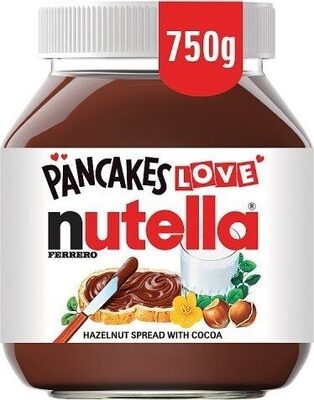 750g
PANCAKES LOVE
nutella®
FERRERO
HAZELNUT SPREAD WITH COCOA